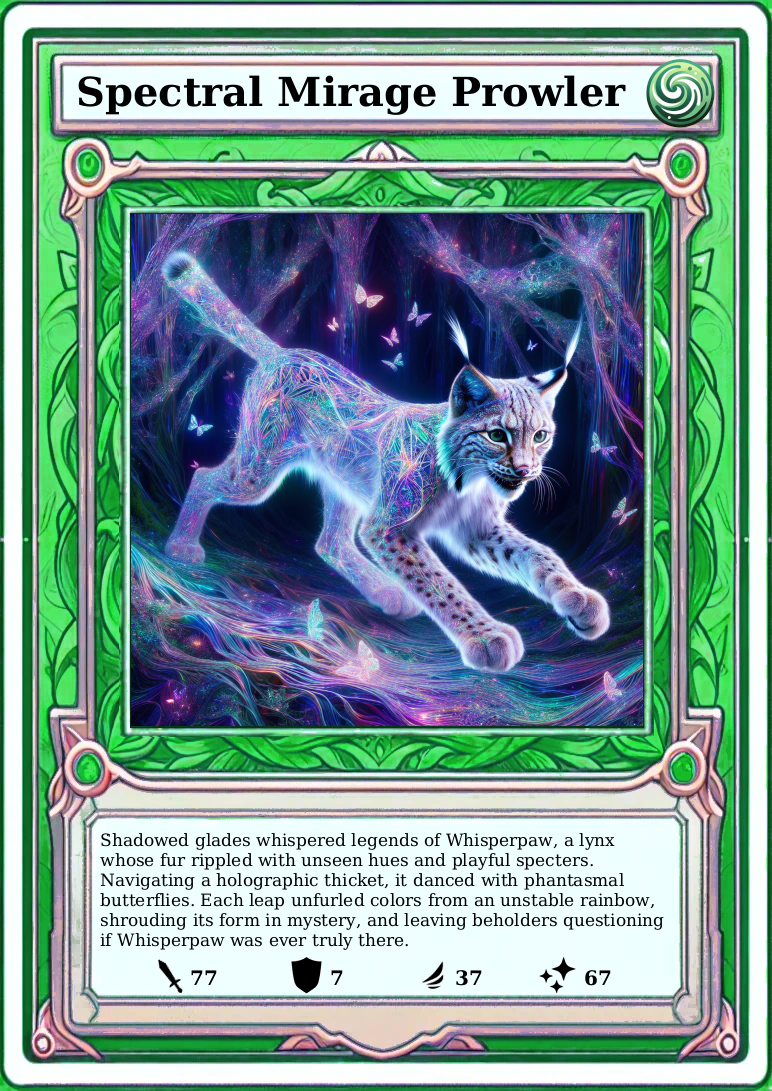 Spectral Mirage Prowler
Shadowed glades whispered legends of Whisperpaw, a lynx
whose fur rippled with unseen hues and playful specters.
Navigating a holographic thicket, it danced with phantasmal
butterflies. Each leap unfurled colors from an unstable rainbow,
shrouding its form in mystery, and leaving beholders questioning
if Whisperpaw was ever truly there.
77 7 37 67